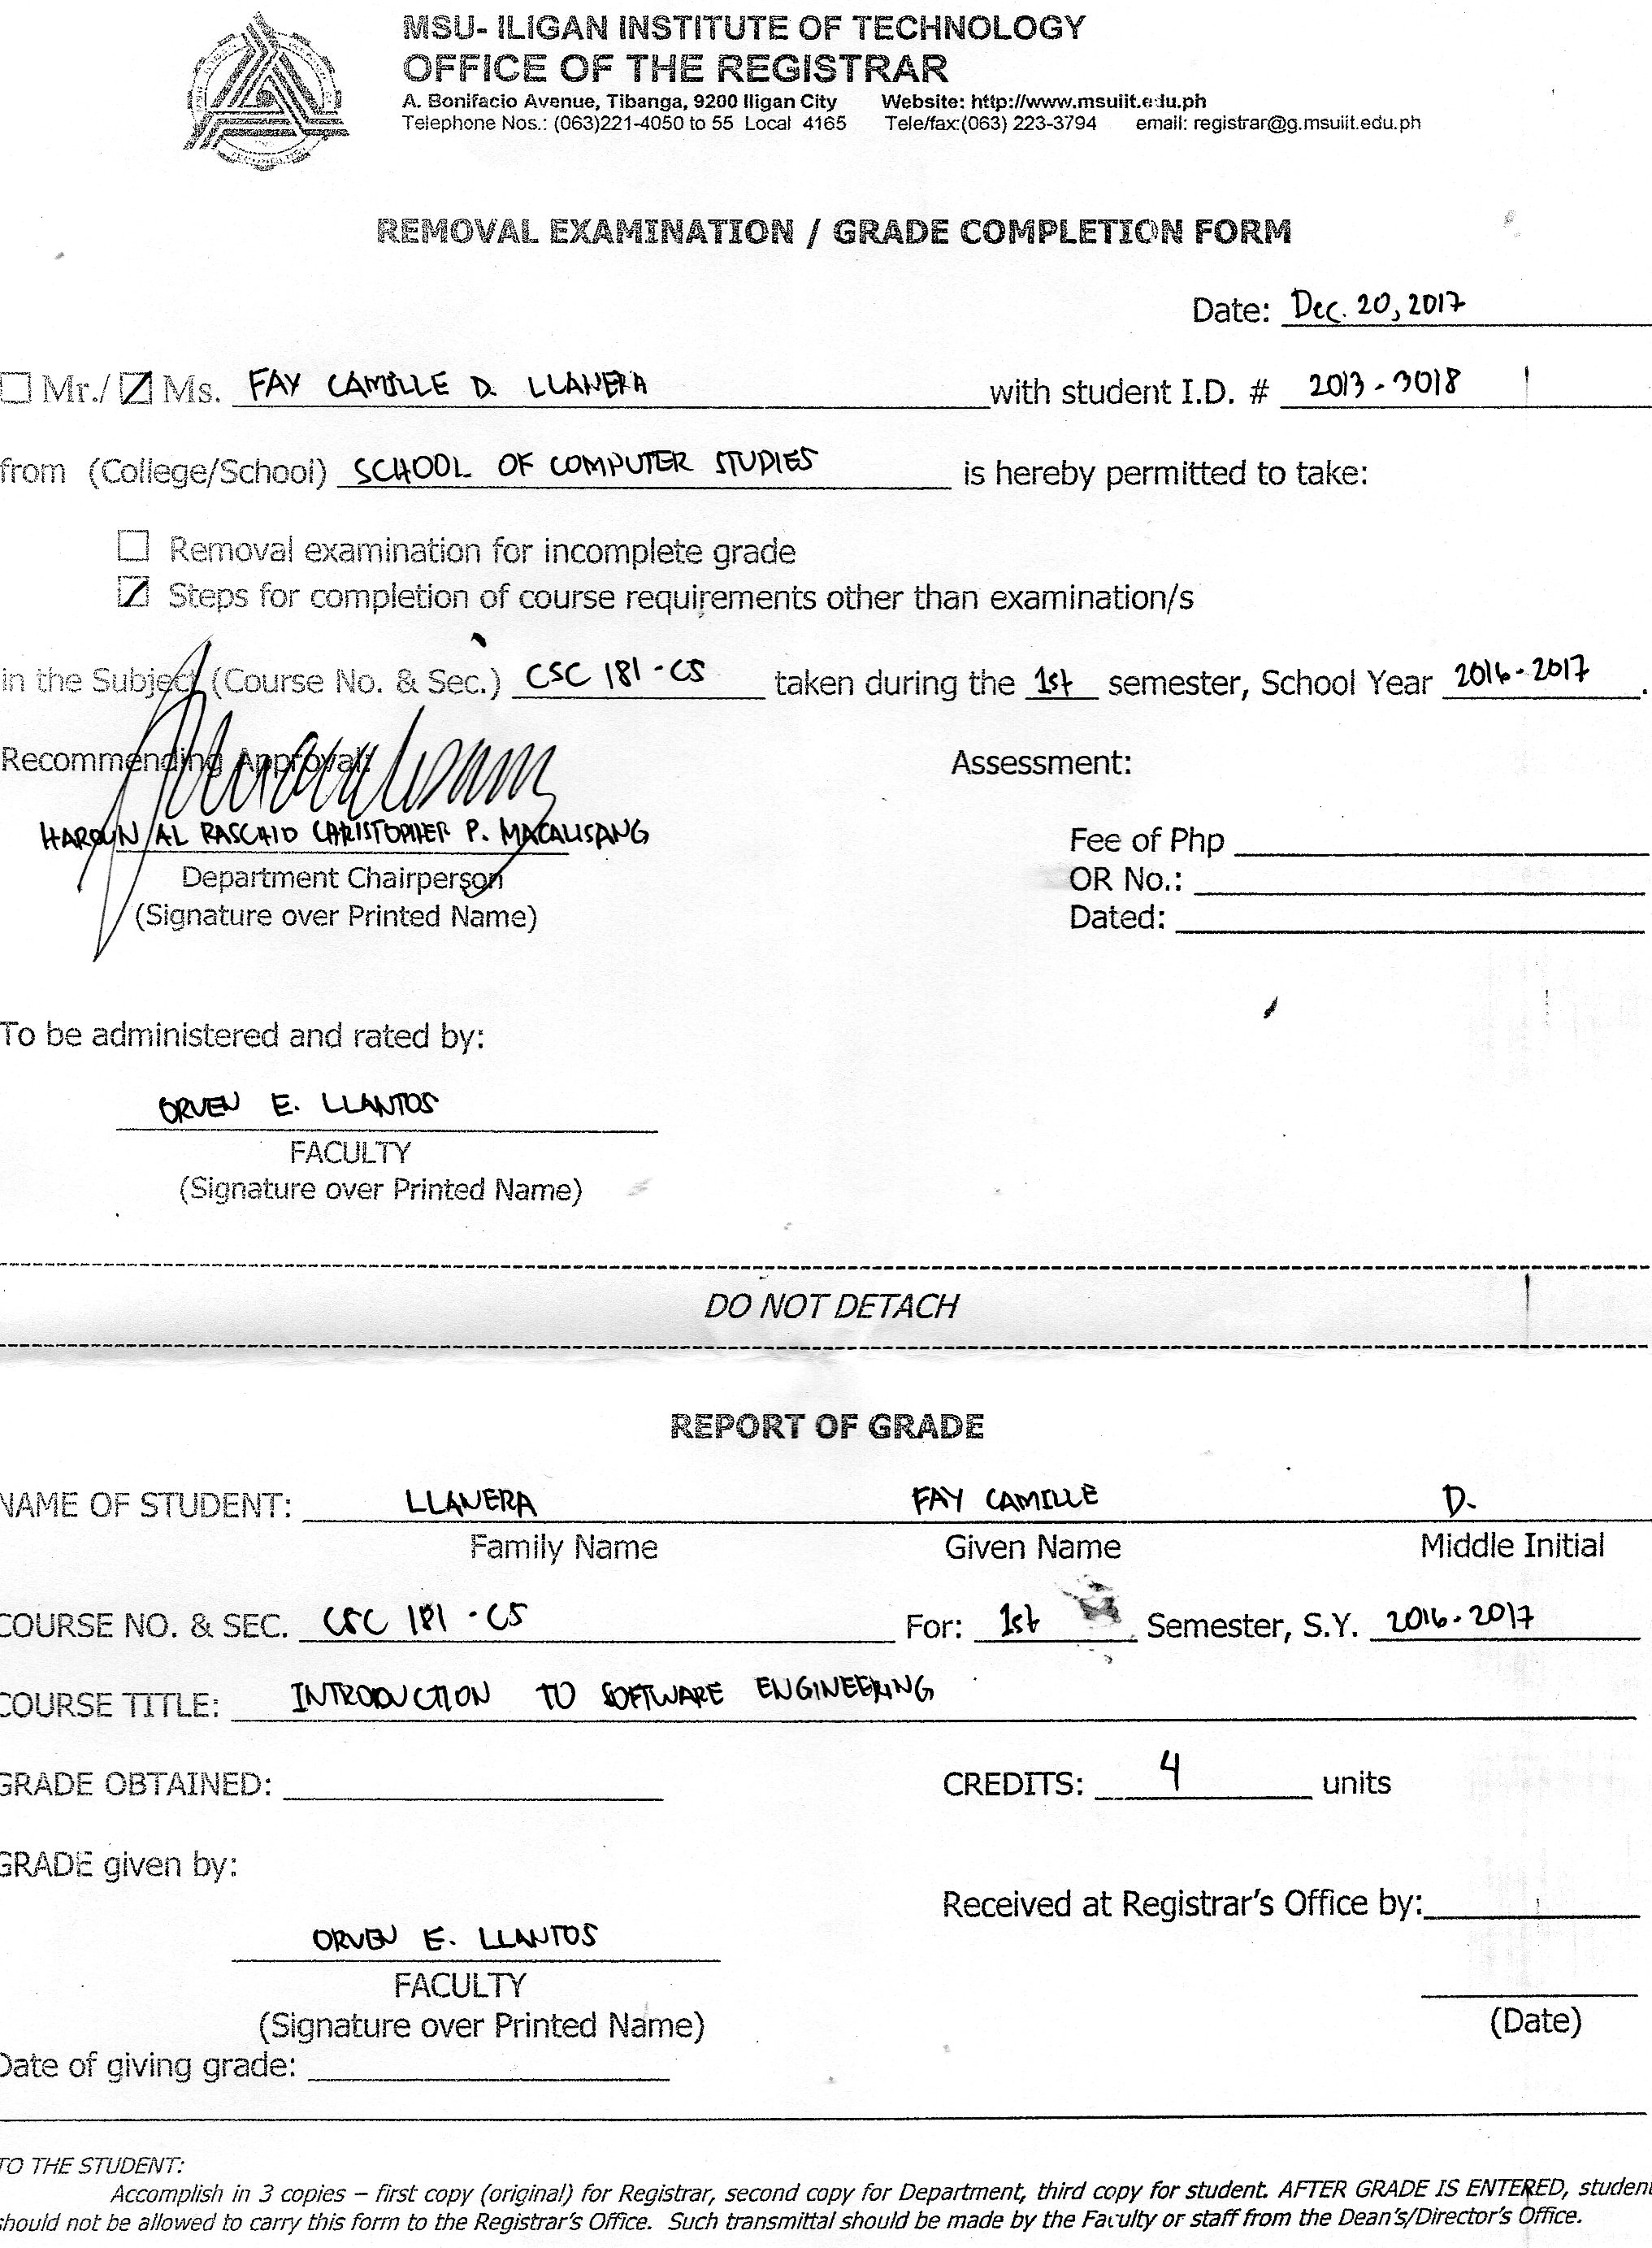 MSU- ILIGAN INSTITUTE OF TECHNOLOGY
OFFICE OF THE REGISTRAR
A. Bonifacio Avenue, Tibanga, 9200 Iligan City Website: http://www.msuiit.edu.ph
Telephone Nos.: (063)221-4050 to 55 Local 4165 Tele/fax:(063) 223-3794 email: registrar@g.msuiit.edu.ph
REMOVAL EXAMINATION / GRADE COMPLETION FORM
Date: Dec. 20, 2017
Mr./ Ms. FAY CAMILLE D. LLANERA with student I.D. # 2013-3018
from (College/School) SCHOOL OF COMPUTER STUDIES is hereby permitted to take:
Removal examination for incomplete grade
Steps for completion of course requirements other than examination/s
in the Subject (Course No. & Sec.) CSC 181 - CS taken during the 1st semester, School Year 2016-2017.
Recommending Approval: Assessment:
HAROUN AL RASCHID CHRISTOPHER P. MACALISANG Fee of Php
Department Chairperson OR No.:
(Signature over Printed Name) Dated:
To be administered and rated by:
ORVEN E. LLANTOS
FACULTY
(Signature over Printed Name)
DO NOT DETACH
REPORT OF GRADE
NAME OF STUDENT: LLANERA FAY CAMILLE D.
Family Name Given Name Middle Initial
COURSE NO. & SEC. CSC 181 - CS For: 1st Semester, S.Y. 2016-2017
COURSE TITLE: INTRODUCTION TO SOFTWARE ENGINEERING
GRADE OBTAINED: CREDITS: 4 units
GRADE given by:
Received at Registrar's Office by:
ORVEN E. LLANTOS
FACULTY
(Signature over Printed Name) (Date)
Date of giving grade:
TO THE STUDENT:
Accomplish in 3 copies – first copy (original) for Registrar, second copy for Department, third copy for student. AFTER GRADE IS ENTERED, student
should not be allowed to carry this form to the Registrar's Office. Such transmittal should be made by the Faculty or staff from the Dean's/Director's Office.